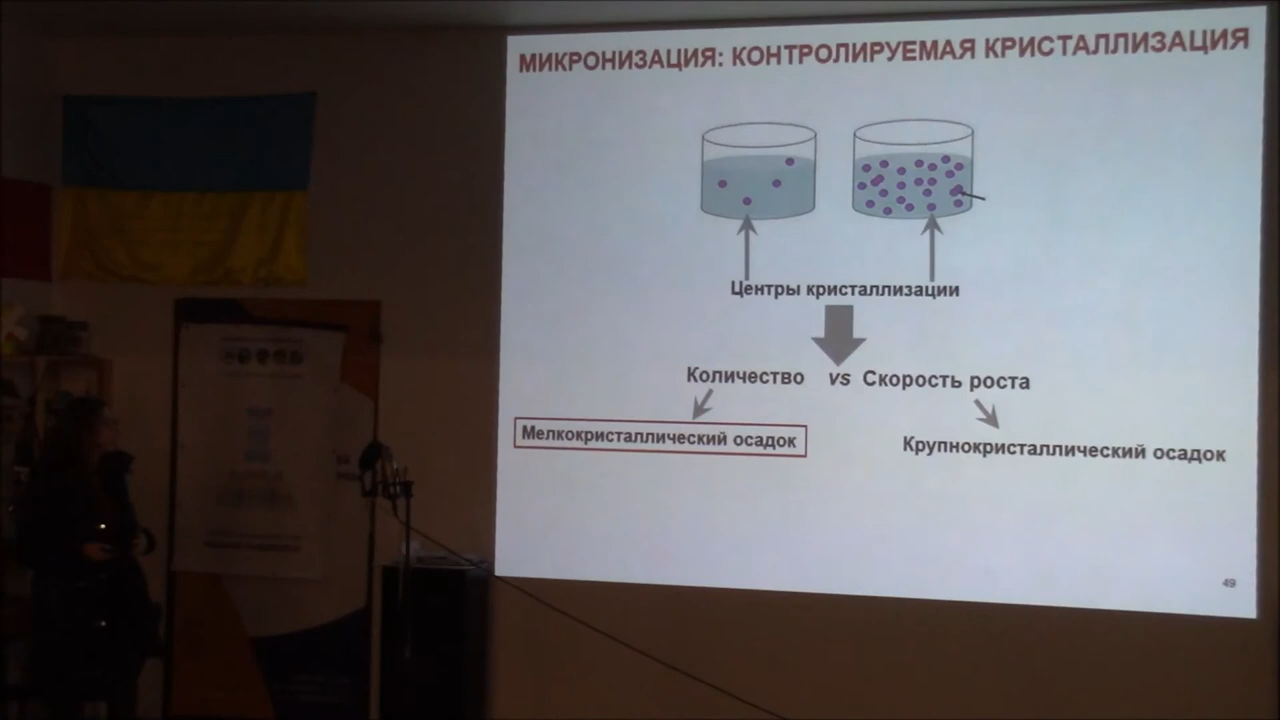 МИКРОНИЗАЦИЯ: КОНТРОЛИРУЕМАЯ КРИСТАЛЛИЗАЦИЯ
Центры кристаллизации
Количество vs Скорость роста
Мелкокристаллический осадок
Крупнокристаллический осадок
49